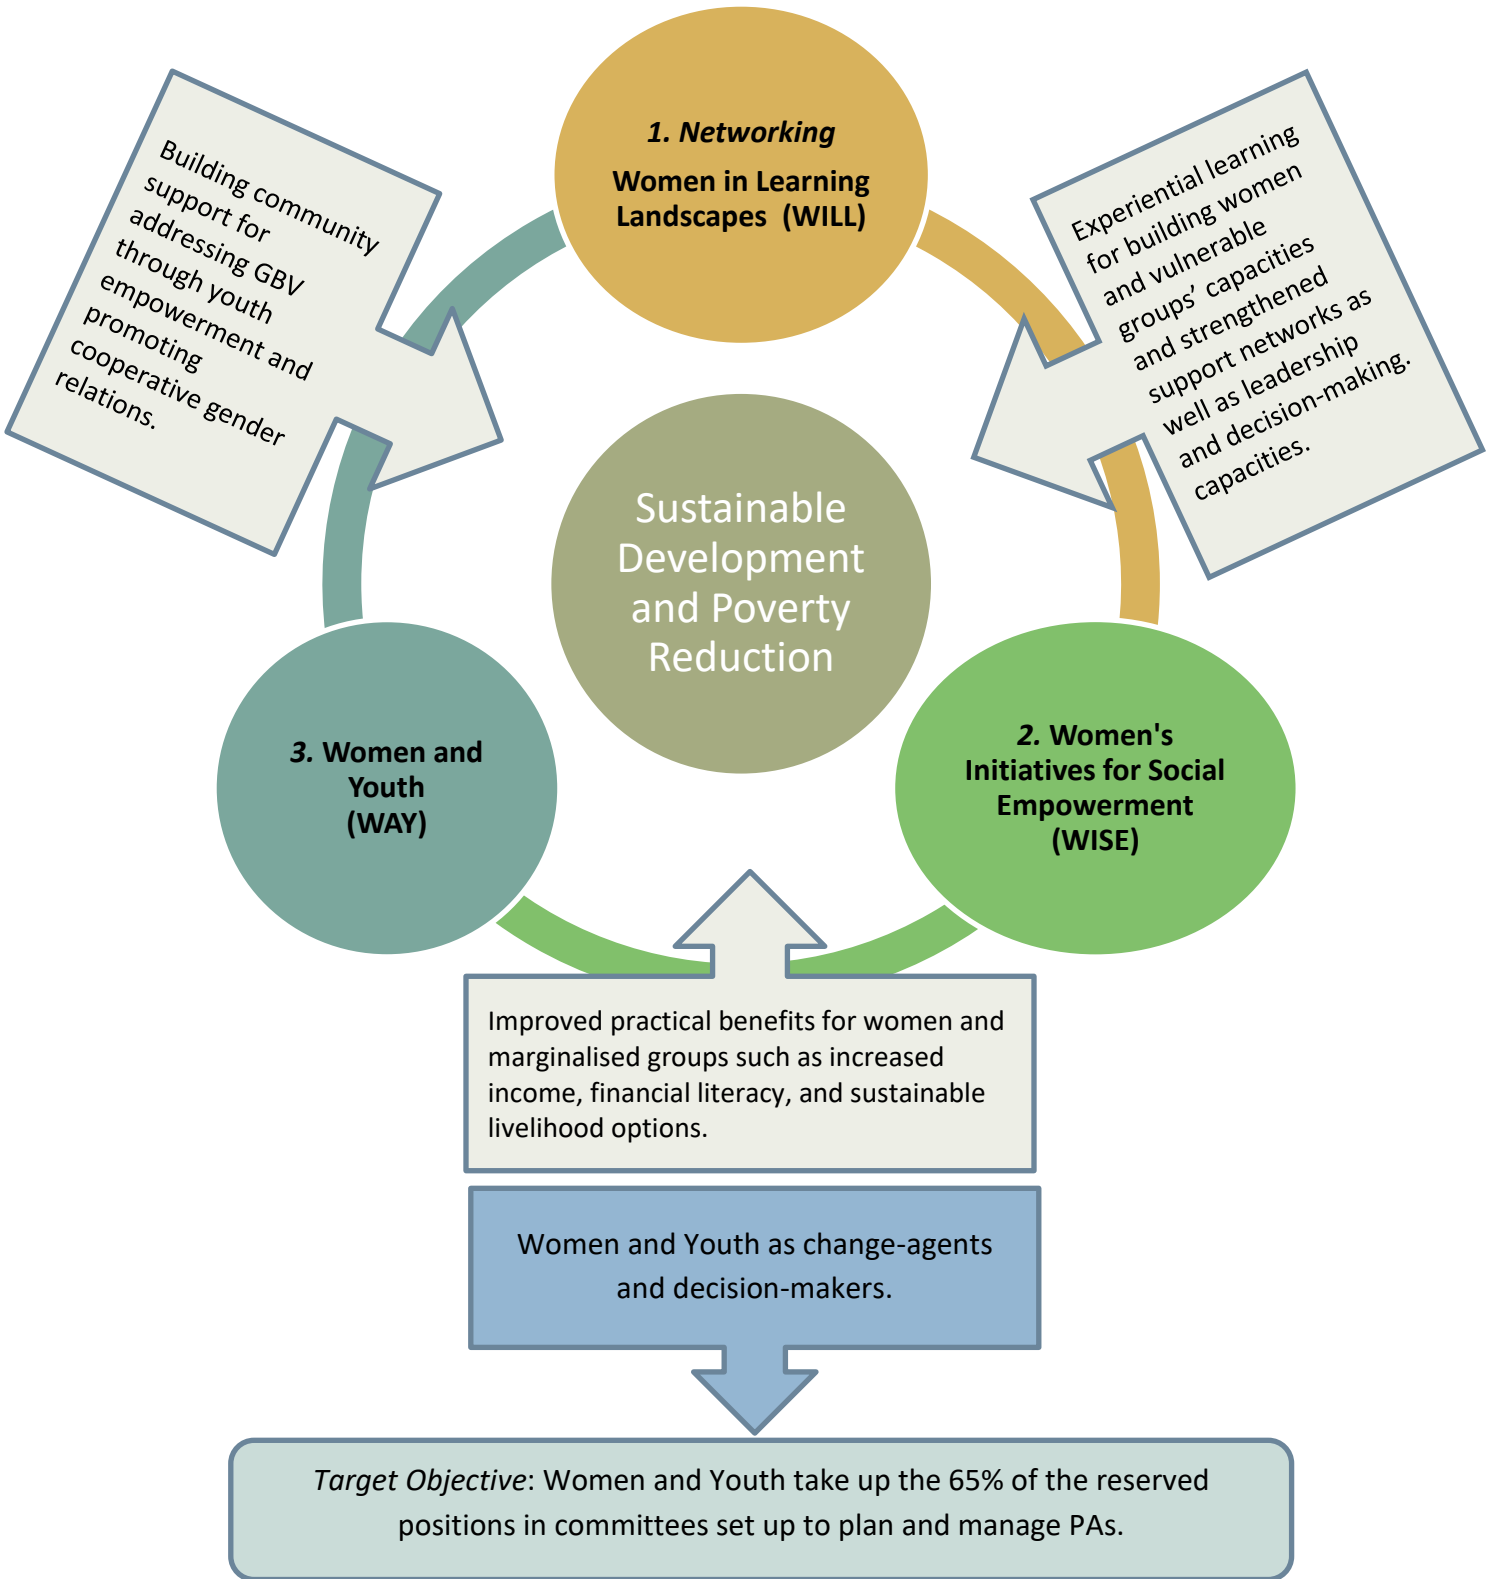 1. Networking
Women in Learning
Landscapes (WILL)
Building community
support for
addressing GBV
through youth
empowerment and
promoting
cooperative gender
relations.
Experiential learning
for building women
and vulnerable
groups’ capacities
and strengthened
support networks as
well as leadership
and decision-making.
capacities.
Sustainable
Development
and Poverty
Reduction
3. Women and
Youth
(WAY)
2. Women's
Initiatives for Social
Empowerment
(WISE)
Improved practical benefits for women and
marginalised groups such as increased
income, financial literacy, and sustainable
livelihood options.
Women and Youth as change-agents
and decision-makers.
Target Objective: Women and Youth take up the 65% of the reserved
positions in committees set up to plan and manage PAs.